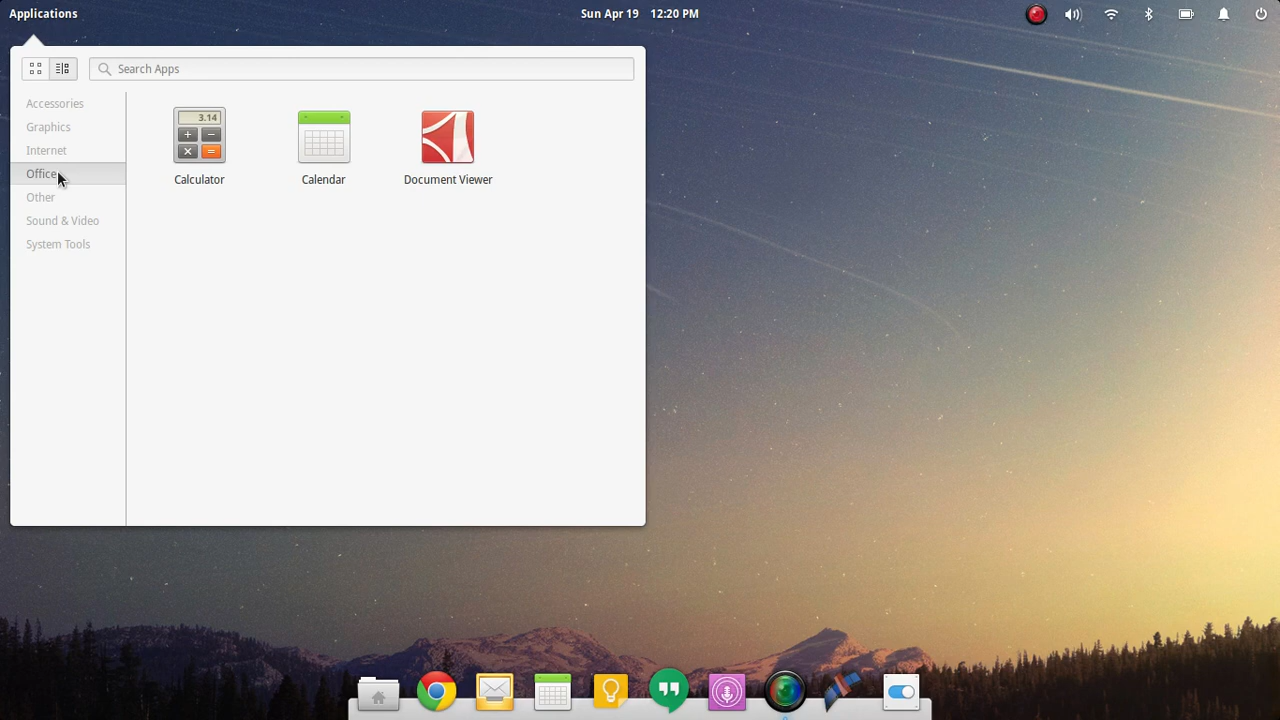 Applications
Sun Apr 19 12:20 PM
Search Apps
Accessories
Graphics
Internet
Office
Other
Sound & Video
System Tools
3.14
Calculator
Calendar
Document Viewer